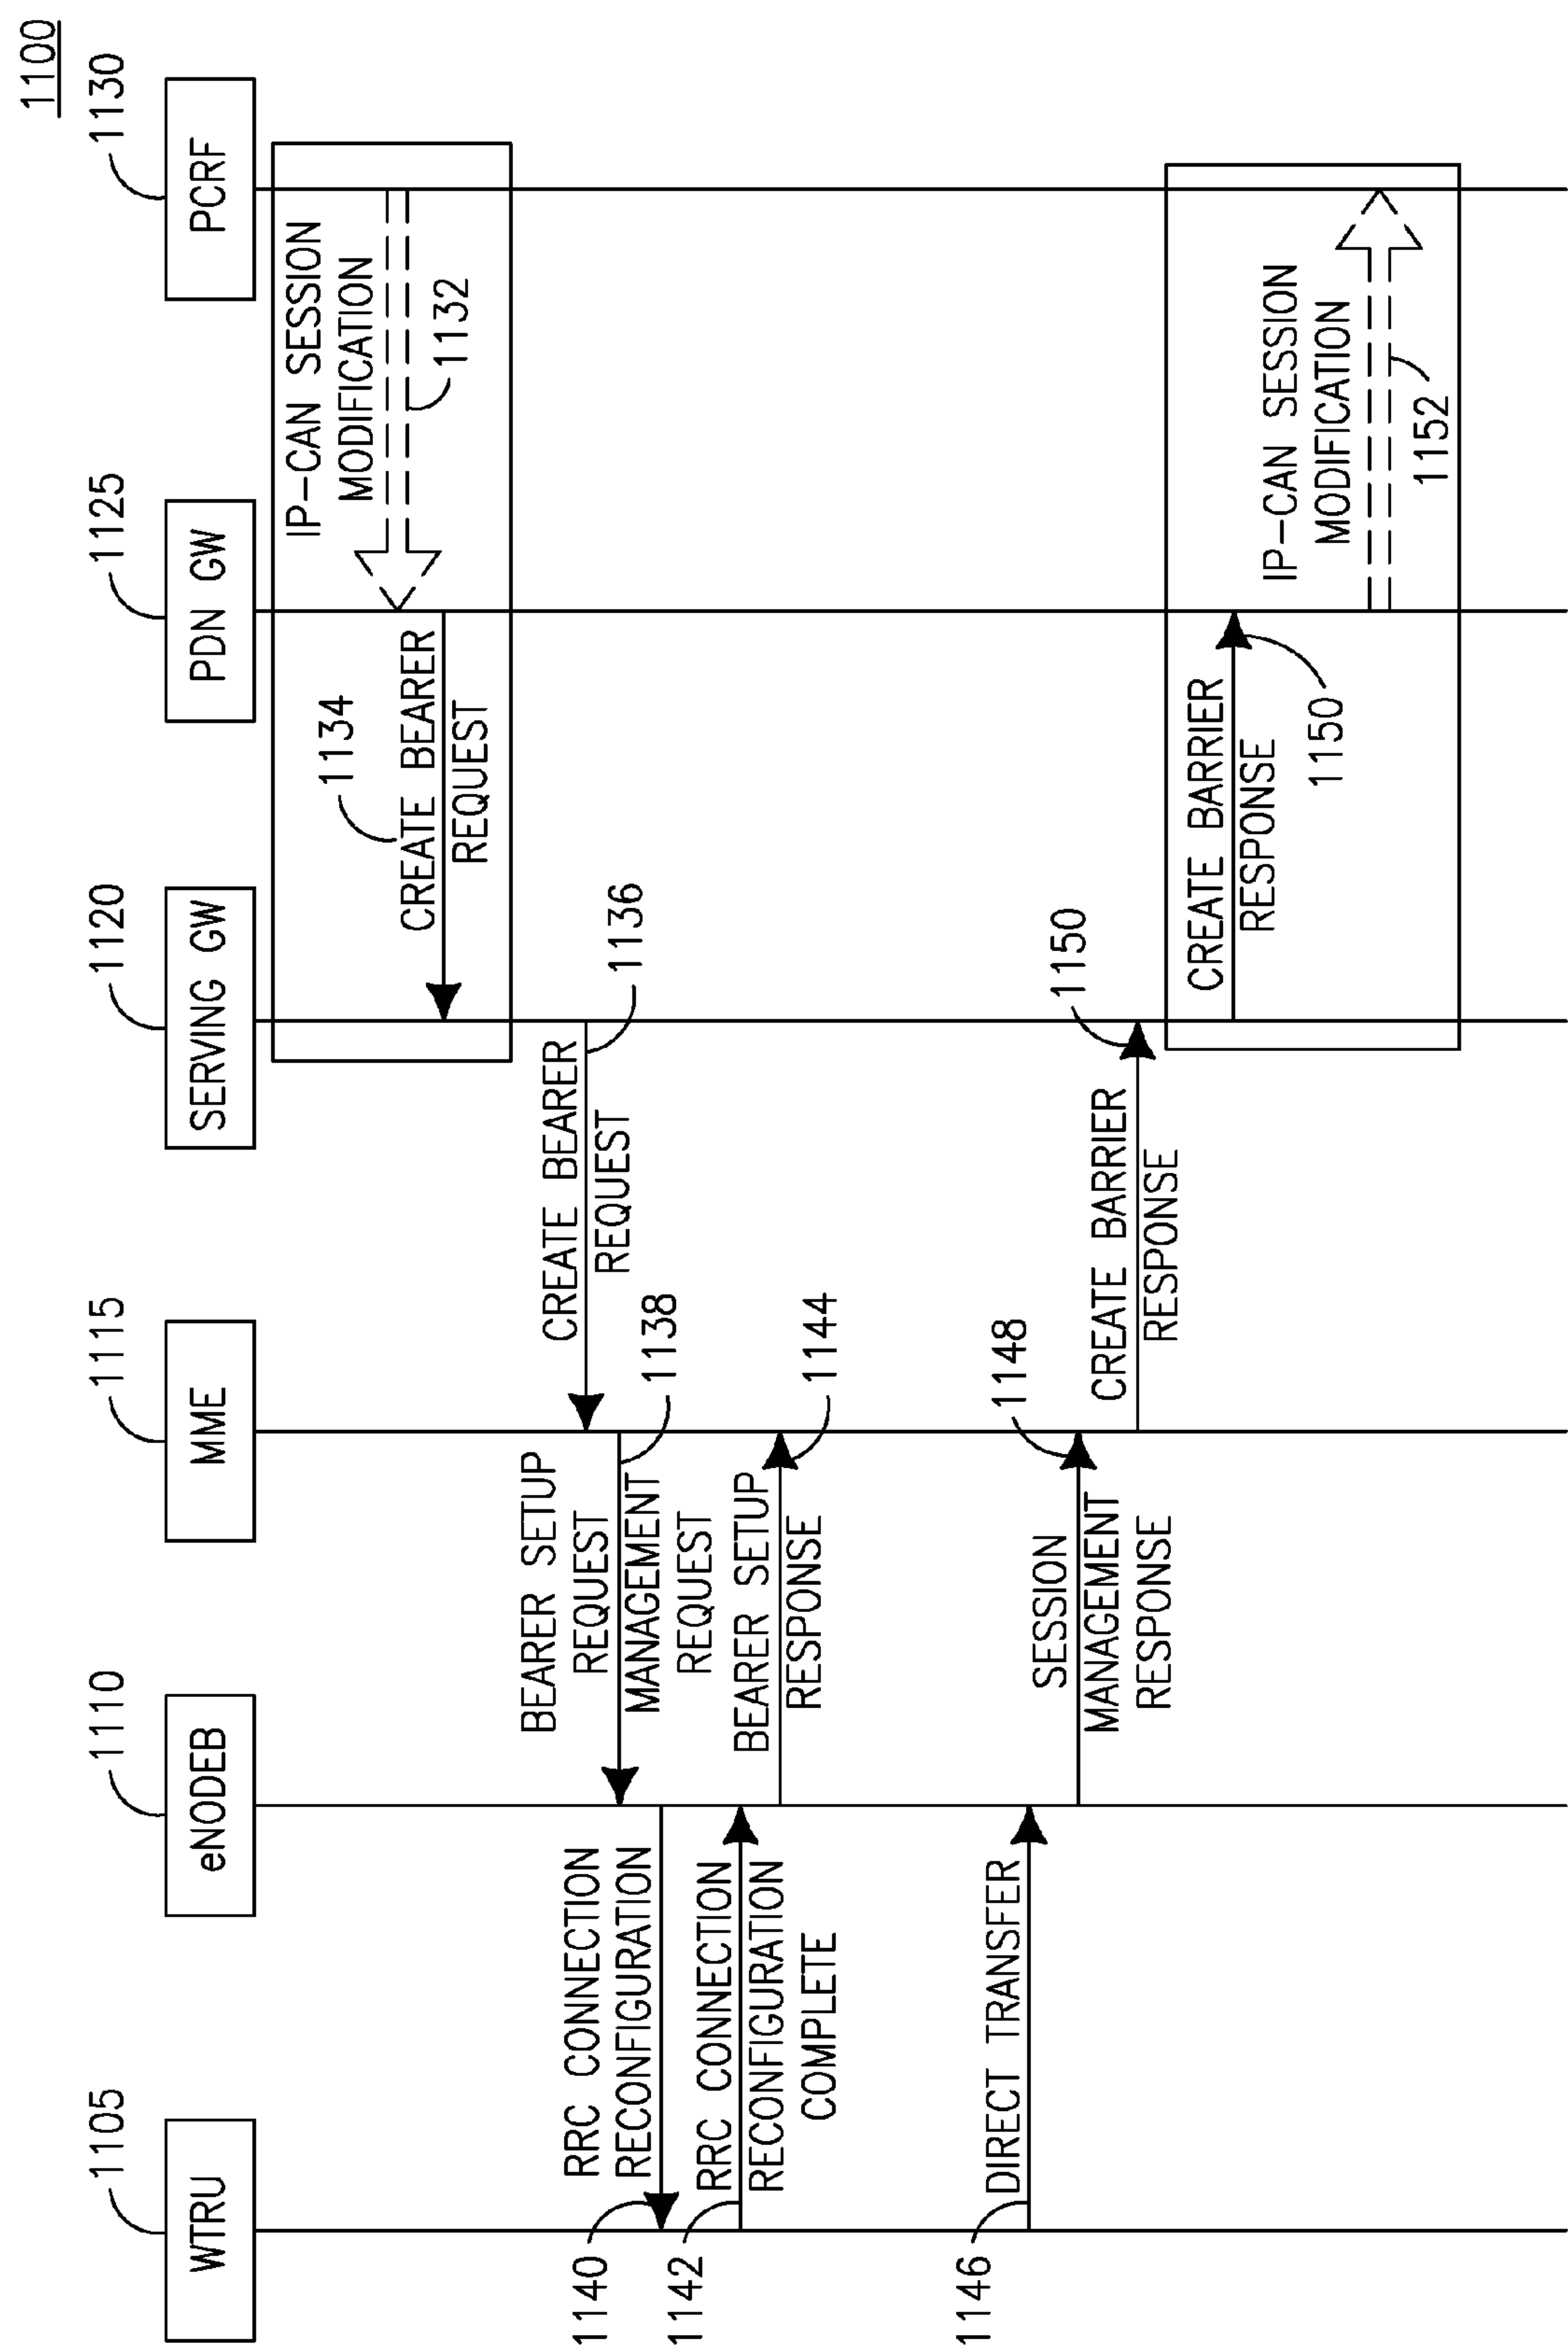 1100
1105
1110
1115
1120
1125
1130
WTRU
eNODEB
MME
SERVING GW
PDN GW
PCRF
IP-CAN SESSION
MODIFICATION
1132
1134
CREATE BEARER
REQUEST
CREATE BEARER
REQUEST
1136
BEARER SETUP
REQUEST
MANAGEMENT
REQUEST
1138
RRC CONNECTION
RECONFIGURATION
1140
RRC CONNECTION
RECONFIGURATION
COMPLETE
1142
BEARER SETUP
RESPONSE
1144
DIRECT TRANSFER
1146
SESSION
MANAGEMENT
RESPONSE
1148
CREATE BARRIER
RESPONSE
1150
CREATE BARRIER
RESPONSE
1150
IP-CAN SESSION
MODIFICATION
1152